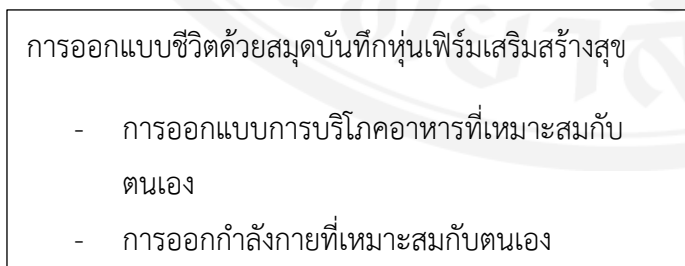 การออกแบบชีวิตด้วยสมุดบันทึกหุ่นเฟิร์มเสริมสร้างสุข
- การออกแบบการบริโภคอาหารที่เหมาะสมกับ
ตนเอง
- การออกกำลังกายที่เหมาะสมกับตนเอง